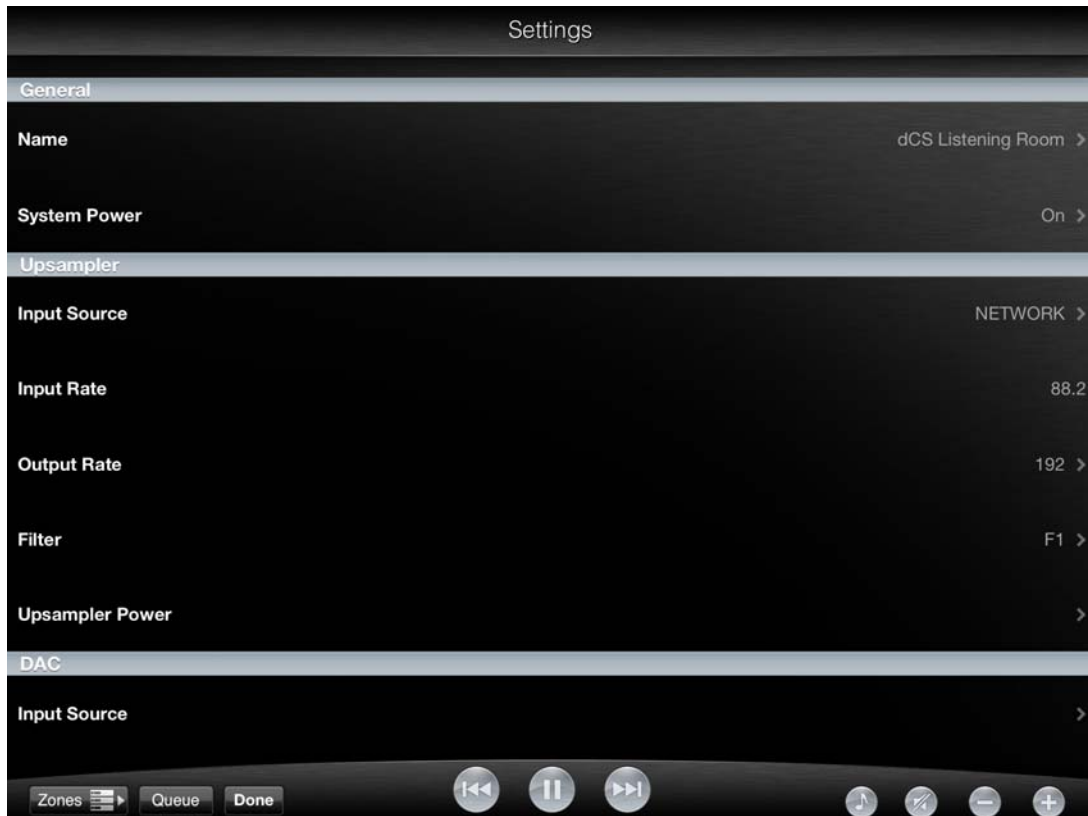 Settings
General
Name dCS Listening Room
System Power On
Upsampler
Input Source NETWORK
Input Rate 88.2
Output Rate 192
Filter F1
Upsampler Power
DAC
Input Source
Zones Queue Done